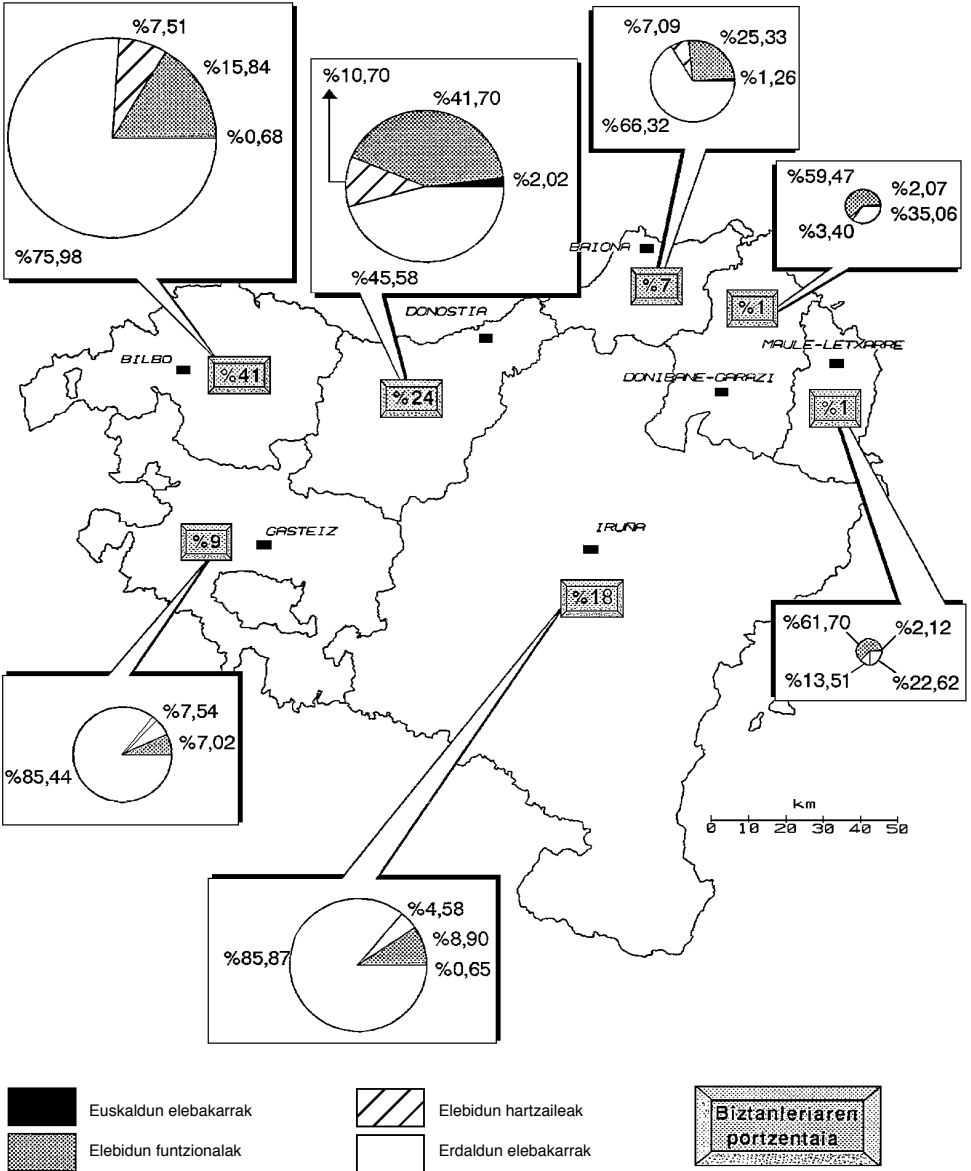 %7,51
%15,84
%0,68
%75,98
%10,70
%41,70
%2,02
%45,58
%7,09
%25,33
%1,26
%66,32
%59,47
%2,07
%35,06
%3,40
BAIONA
%7
%1
DONOSTIA
MAULE-LETXARRE
BILBO
%41
%24
DONIBANE-GARAZI
%1
%9
GASTEIZ
IRUÑA
%18
%61,70
%2,12
%13,51
%22,62
%7,54
%7,02
%85,44
km
0 10 20 30 40 50
%4,58
%8,90
%85,87
%0,65
Euskaldun elebakarrak
Elebidun hartzaileak
Elebidun funtzionalak
Erdaldun elebakarrak
Biztanleriaren
portzentaia